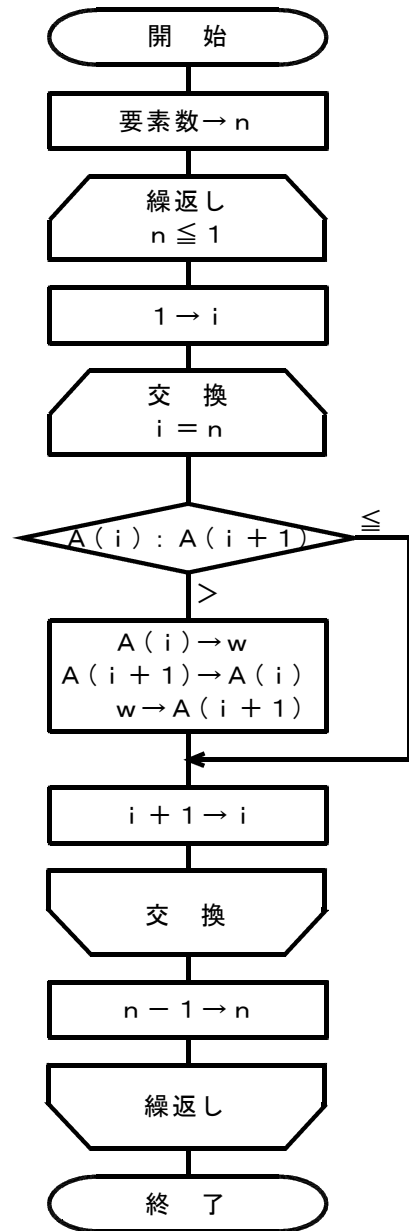 開　始
要素数→ｎ
繰返し
ｎ≦１
１→ｉ
交　換
ｉ＝ｎ
Ａ（ｉ）：Ａ（ｉ＋１）
≦
＞
Ａ（ｉ）→ｗ
Ａ（ｉ＋１）→Ａ（ｉ）
ｗ→Ａ（ｉ＋１）
ｉ＋１→ｉ
交　換
ｎ－１→ｎ
繰返し
終　了